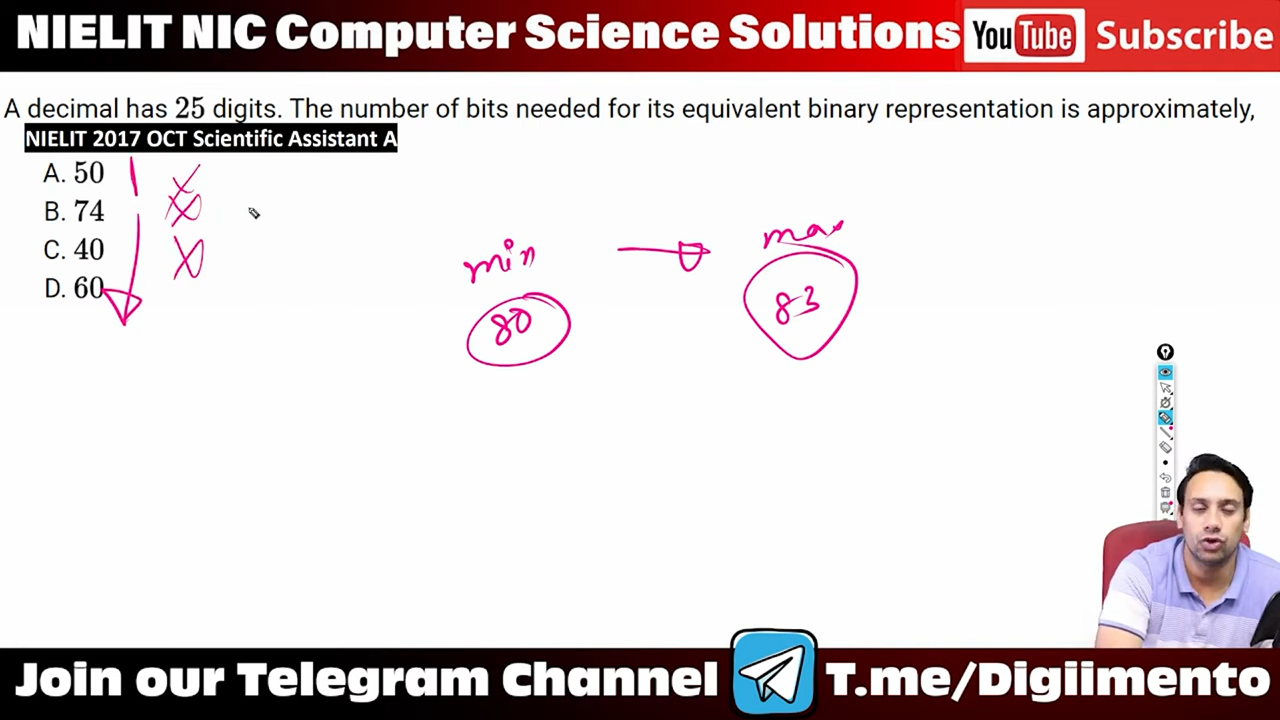 NIELIT NIC Computer Science Solutions YouTube Subscribe
A decimal has 25 digits. The number of bits needed for its equivalent binary representation is approximately,
NIELIT 2017 OCT Scientific Assistant A
A. 50
B. 74
C. 40
D. 60
min
max
80
83
Join our Telegram Channel T.me/Digiimento